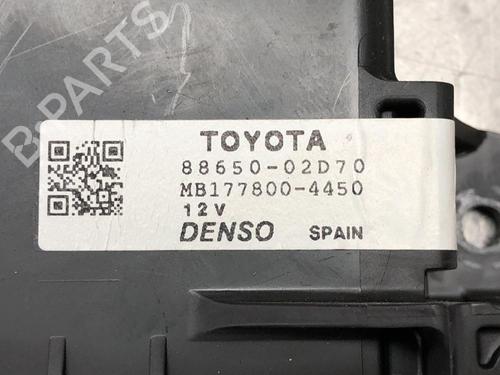 B-PARTS
TOYOTA
88650-02D70
MB177800-4450
12V
DENSO SPAIN